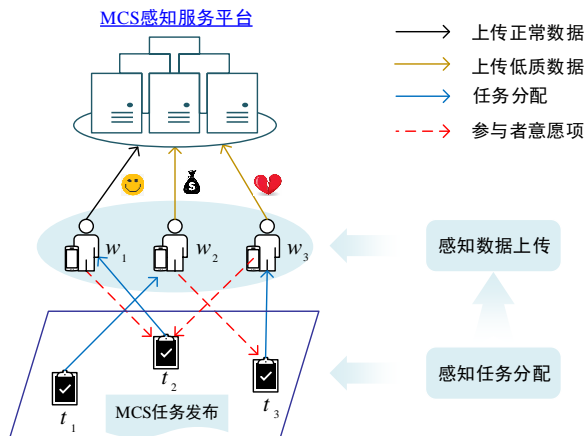 MCS感知服务平台
上传正常数据
上传低质数据
任务分配
参与者意愿项
$
w1
w2
w3
感知数据上传
t2
感知任务分配
t1
t3
MCS任务发布